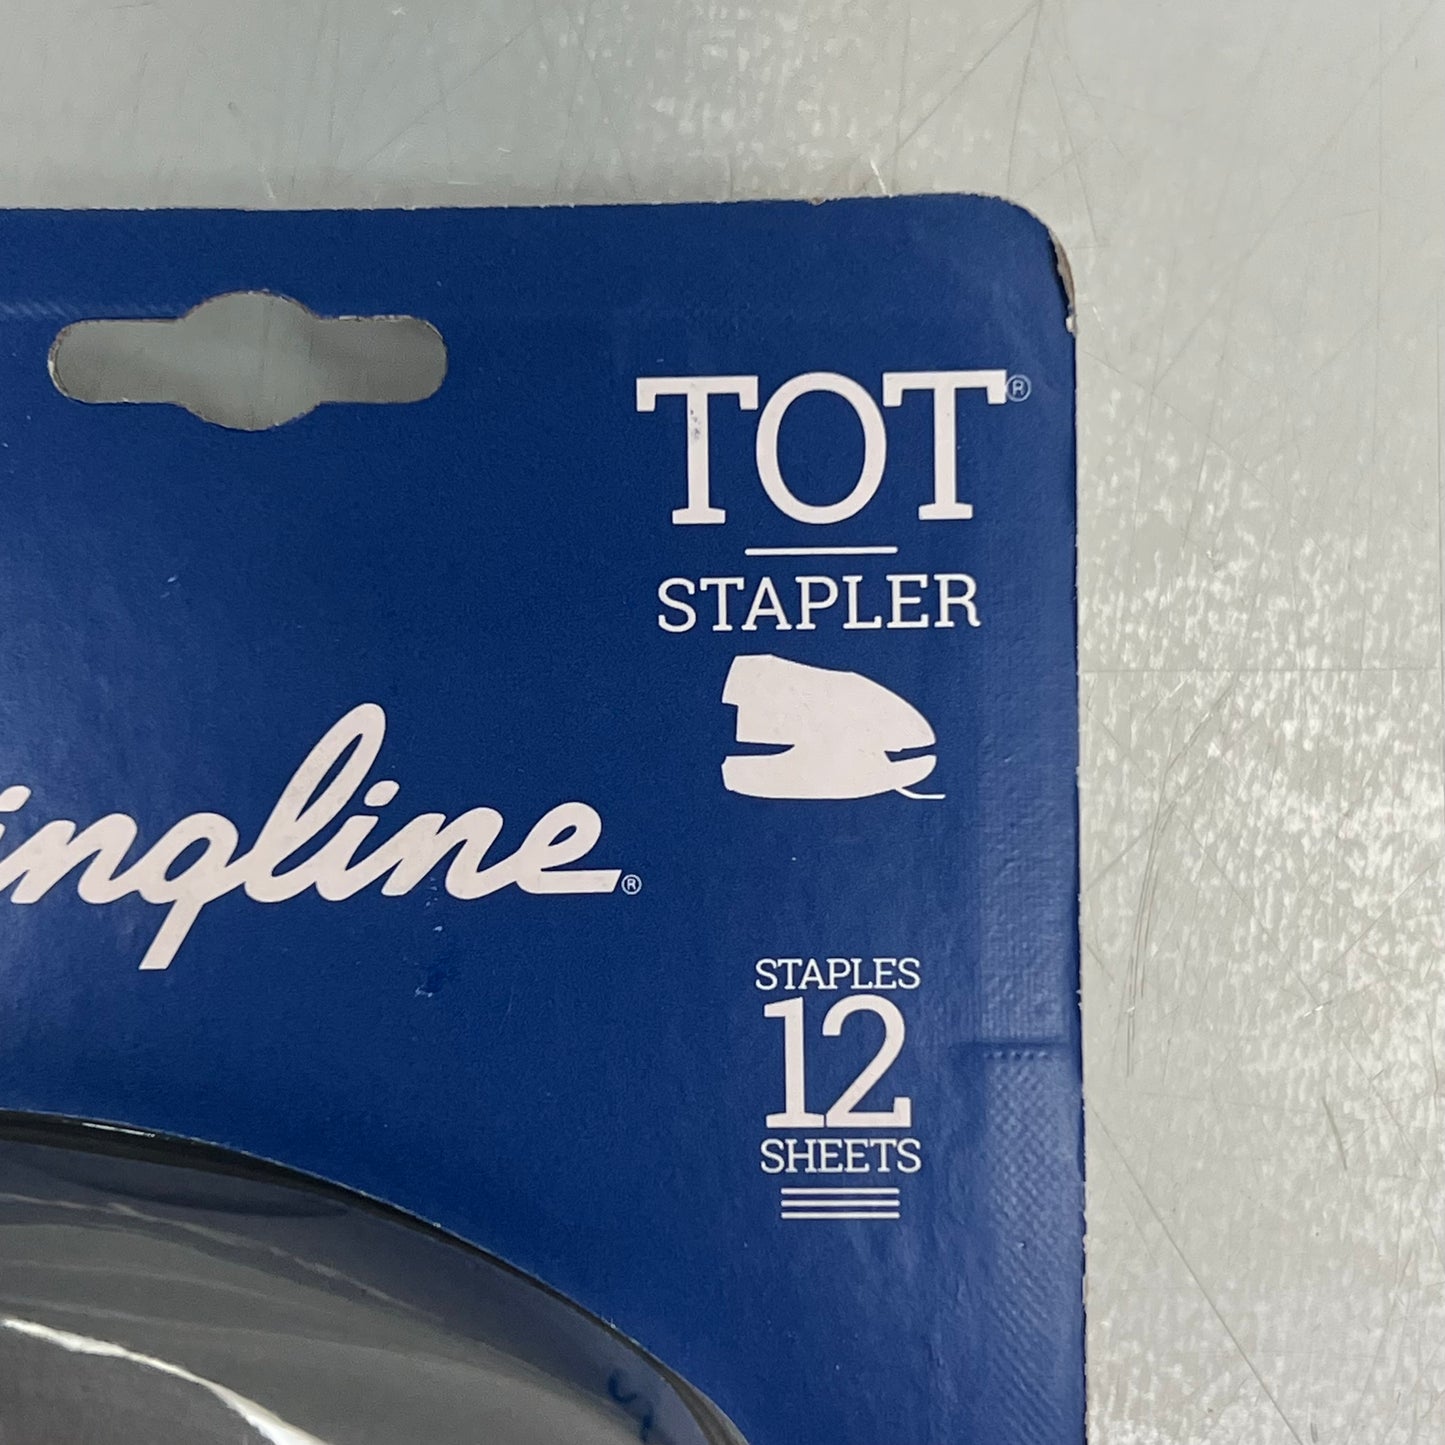 TOT®
STAPLER
ingline®
STAPLES
12
SHEETS